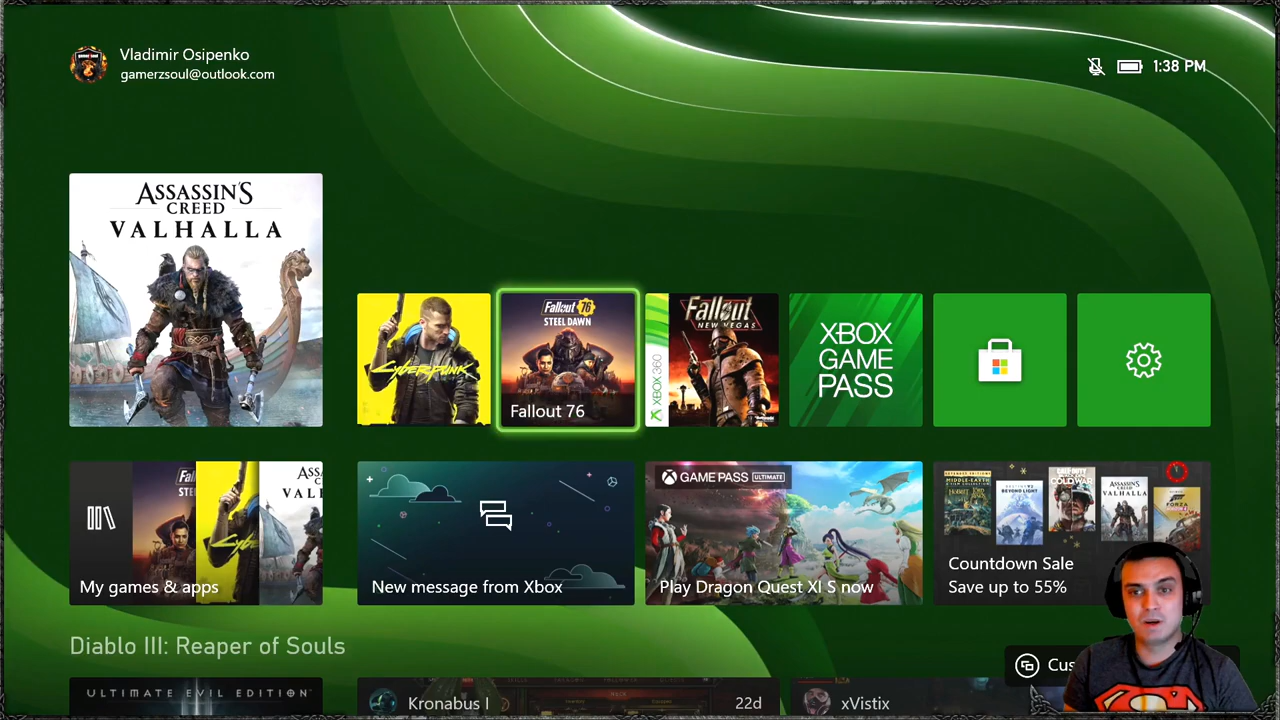 Vladimir Osipenko
gamerzsoul@outlook.com
1:38 PM
ASSASSIN'S
CREED
VALHALLA
Cyberpunk
Fallout 76
STEEL DAWN
Fallout 76
XBOX 360
Fallout
NEW VEGAS
XBOX
GAME
PASS
My games & apps
New message from Xbox
GAME PASS ULTIMATE
Play Dragon Quest XI S now
Countdown Sale
Save up to 55%
Diablo III: Reaper of Souls
Cus
ULTIMATE EVIL EDITION
Kronabus I
22d
xVistix